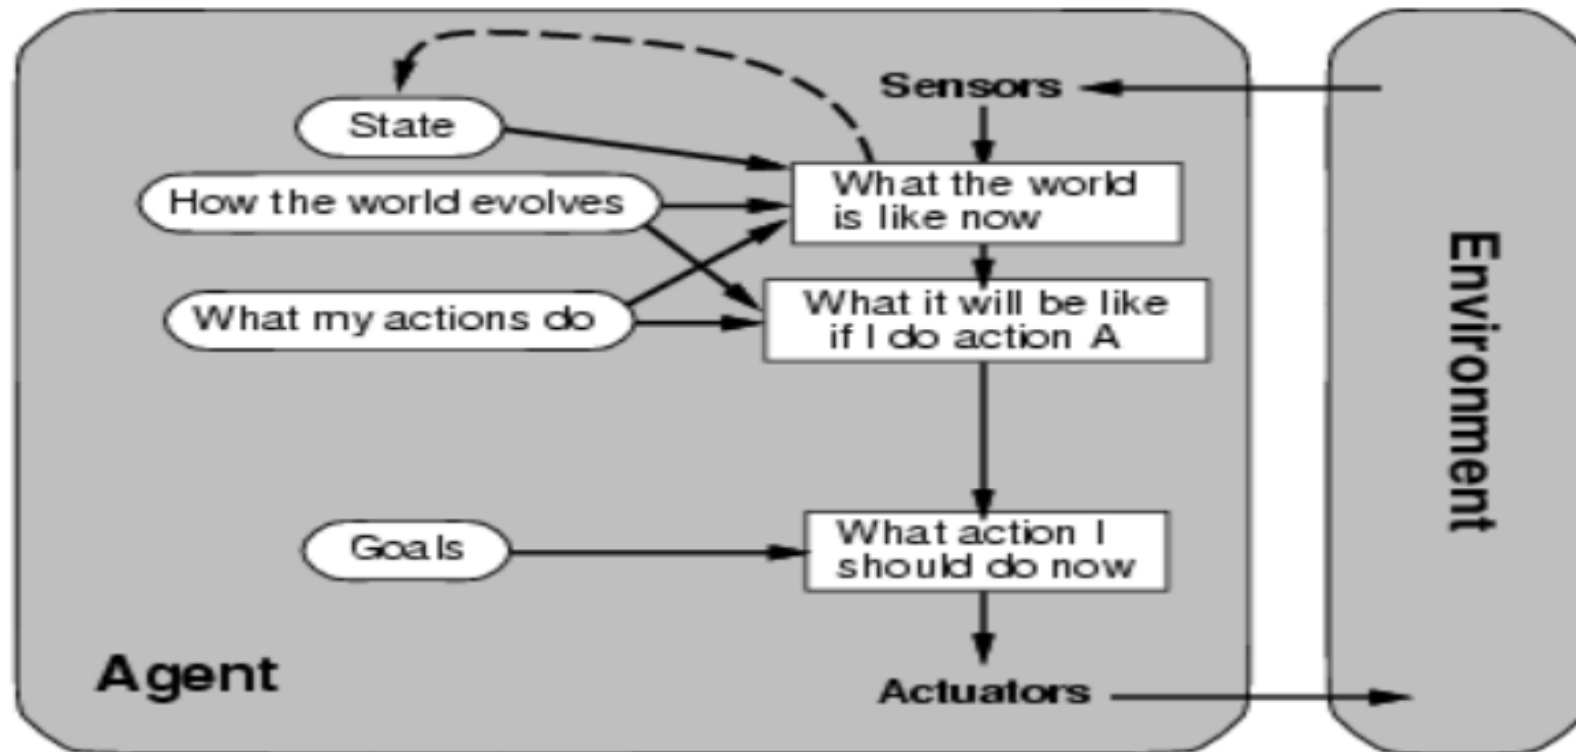 Sensors
State
What the world
is like now
How the world evolves
What it will be like
if I do action A
What my actions do
Environment
What action I
should do now
Goals
Agent
Actuators